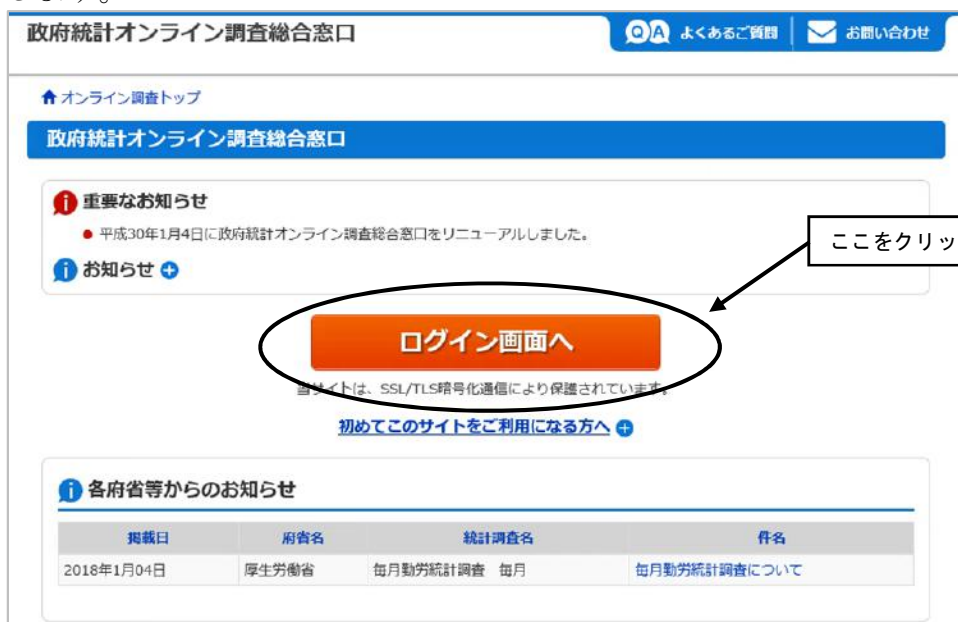 政府統計オンライン調査総合窓口
QA よくあるご質問
お問い合わせ
オンライン調査トップ
政府統計オンライン調査総合窓口
重要なお知らせ
平成30年1月4日に政府統計オンライン調査総合窓口をリニューアルしました。
ここをクリッ
お知らせ
ログイン画面へ
当サイトは、SSL/TLS暗号化通信により保護されています。
初めてこのサイトをご利用になる方へ
各府省等からのお知らせ
掲載日 府省名 統計調査名 件名
2018年1月04日 厚生労働省 毎月勤労統計調査 毎月 毎月勤労統計調査について